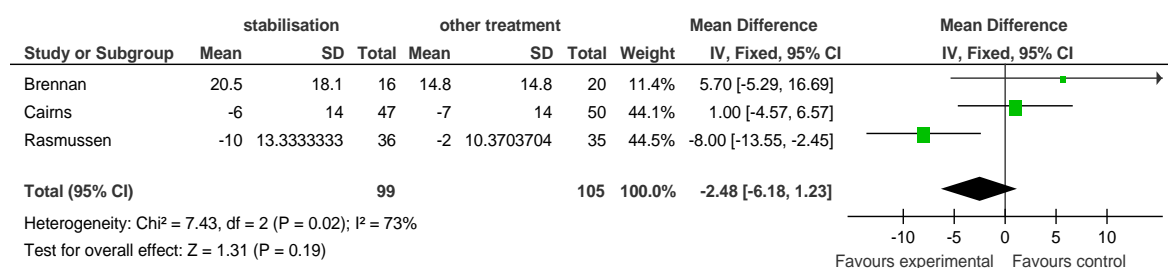 stabilisation other treatment Mean Difference Mean Difference
Study or Subgroup Mean SD Total Mean SD Total Weight IV, Fixed, 95% CI IV, Fixed, 95% CI
Brennan 20.5 18.1 16 14.8 14.8 20 11.4% 5.70 [-5.29, 16.69]
Cairns -6 14 47 -7 14 50 44.1% 1.00 [-4.57, 6.57]
Rasmussen -10 13.3333333 36 -2 10.3703704 35 44.5% -8.00 [-13.55, -2.45]
Total (95% CI) 99 105 100.0% -2.48 [-6.18, 1.23]
Heterogeneity: Chi² = 7.43, df = 2 (P = 0.02); I² = 73%
Test for overall effect: Z = 1.31 (P = 0.19)
-10 -5 0 5 10
Favours experimental Favours control